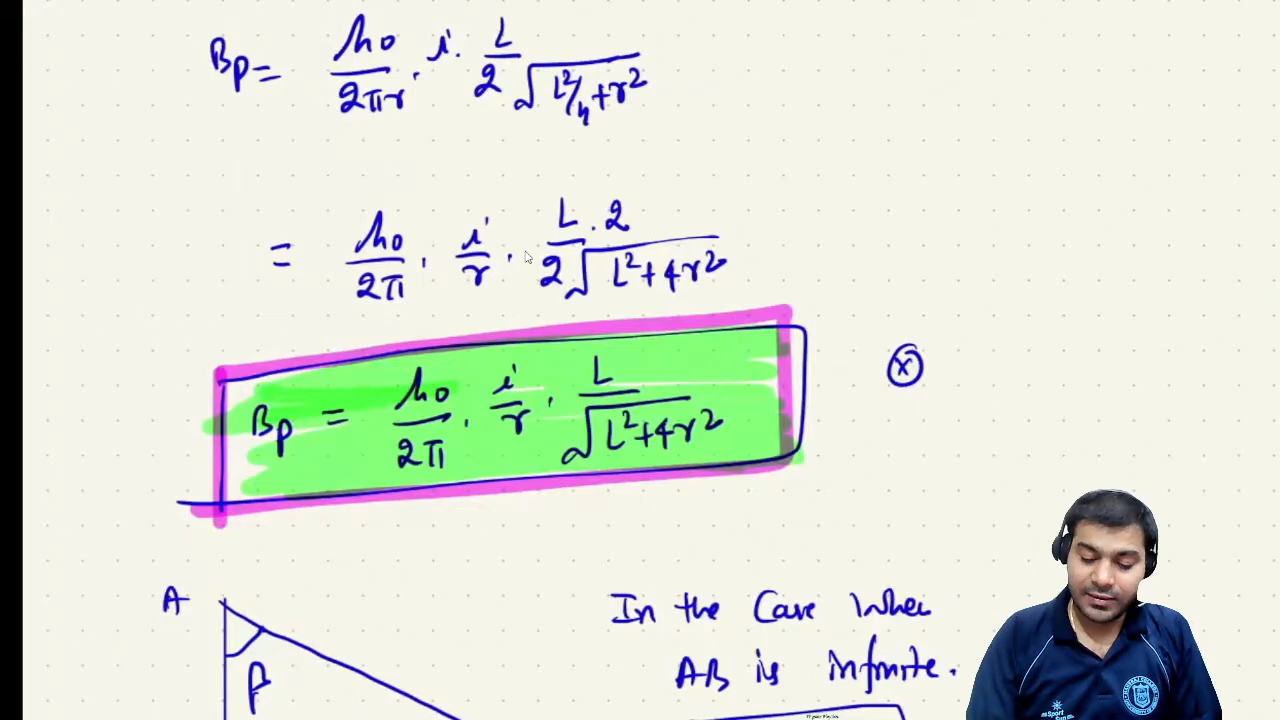 Bp = μ0/2πr · i · L/2√(L²/4+r²)
= μ0/2π · i/r · L.2/2√(L²+4r²)
Bp = μ0/2π · i/r · L/√(L²+4r²) ⊗
A
β
In the Case When
AB is infinite.